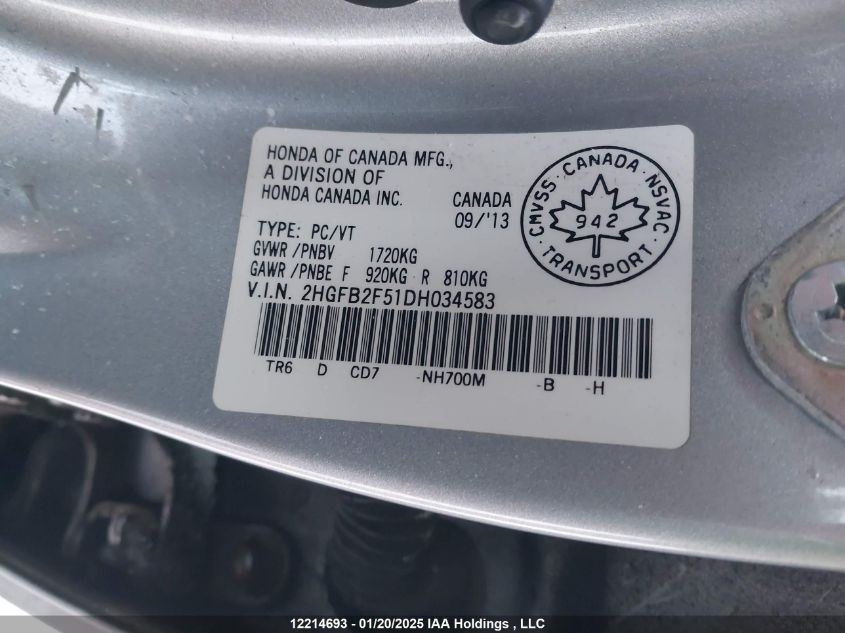 HONDA OF CANADA MFG.,
A DIVISION OF
HONDA CANADA INC.
CANADA
09/'13
TYPE: PC/VT
GVWR /PNBV 1720KG
GAWR /PNBE F 920KG R 810KG
V.I.N. 2HGFB2F51DH034583
TR6 D CD7 -NH700M -B -H
CMVSS · CANADA · NSVAC
942
· TRANSPORT ·
12214693 - 01/20/2025 IAA Holdings , LLC